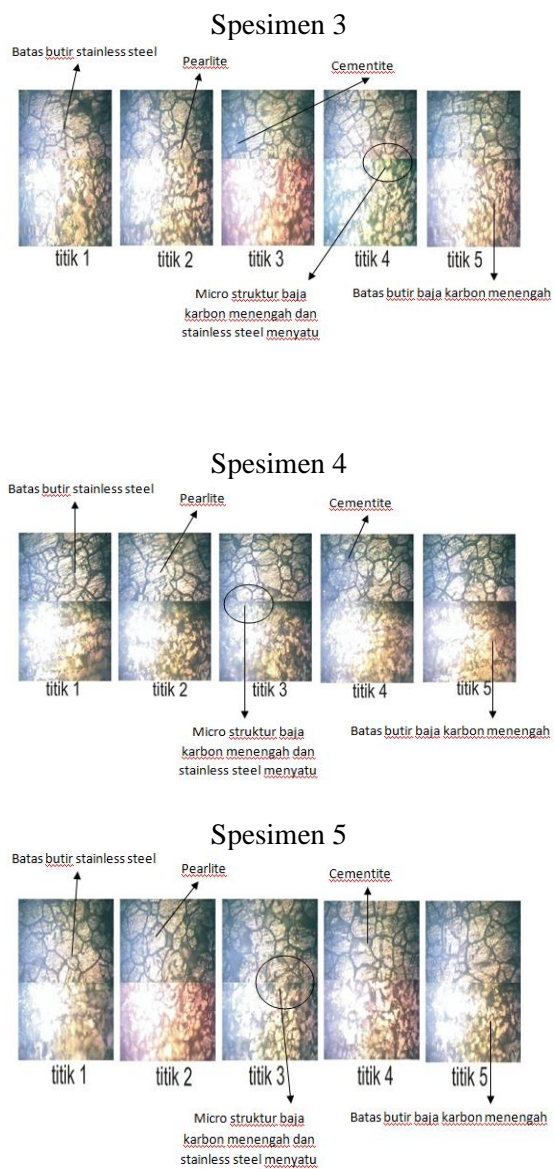 Spesimen 3
Batas butir stainless steel
Pearlite
Cementite
titik 1
titik 2
titik 3
titik 4
titik 5
Micro struktur baja
karbon menengah dan
stainless steel menyatu
Batas butir baja karbon menengah
Spesimen 4
Batas butir stainless steel
Pearlite
Cementite
titik 1
titik 2
titik 3
titik 4
titik 5
Micro struktur baja
karbon menengah dan
stainless steel menyatu
Batas butir baja karbon menengah
Spesimen 5
Batas butir stainless steel
Pearlite
Cementite
titik 1
titik 2
titik 3
titik 4
titik 5
Micro struktur baja
karbon menengah dan
stainless steel menyatu
Batas butir baja karbon menengah